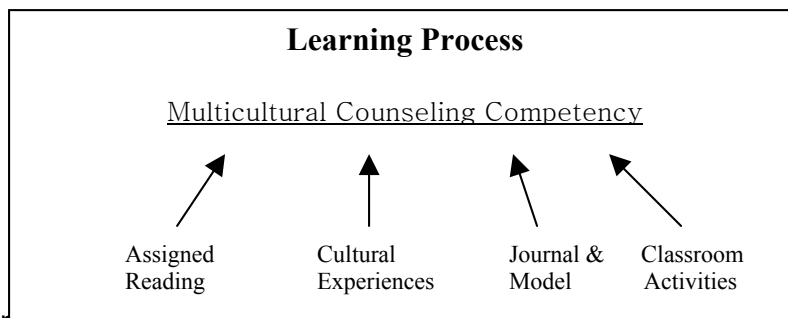 Learning Process
Multicultural Counseling Competency
Assigned
Reading
Cultural
Experiences
Journal &
Model
Classroom
Activities